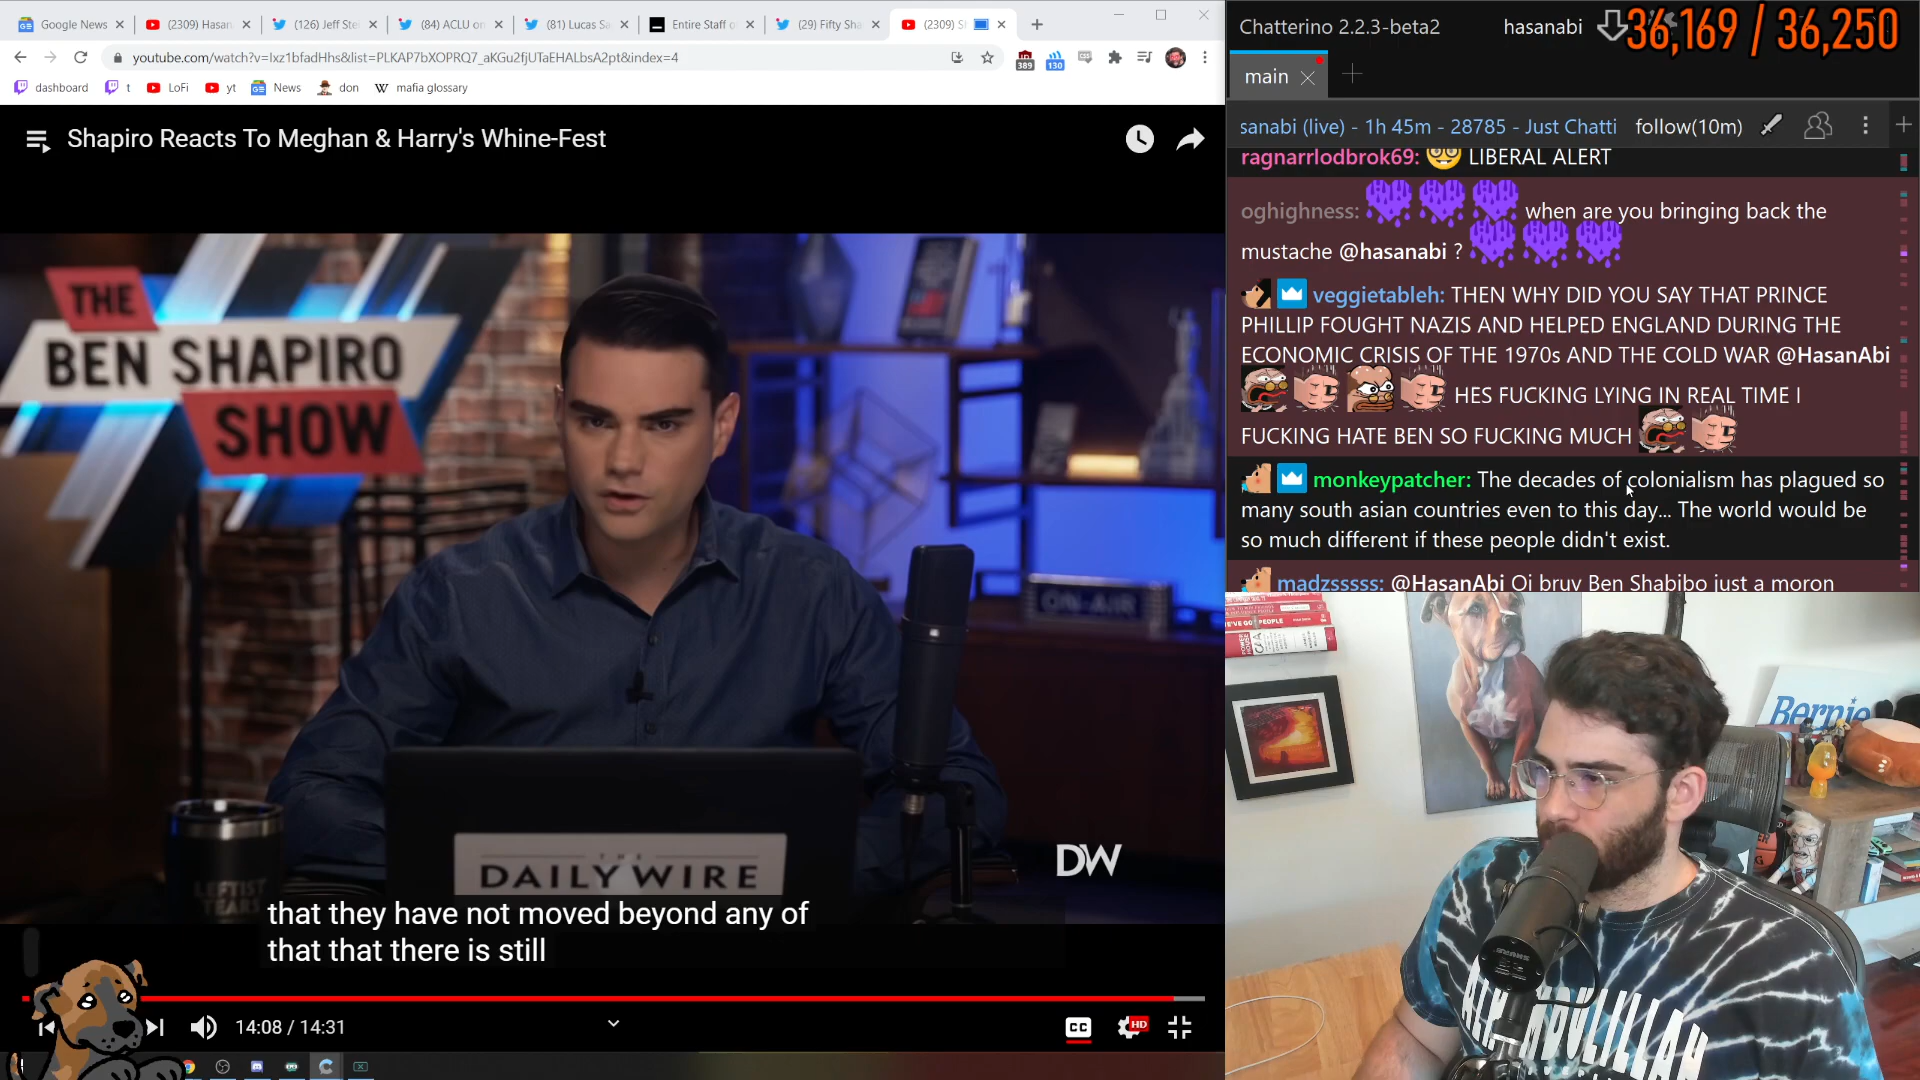 Google News
(2309) Hasan
(126) Jeff Ste
(84) ACLU on
(81) Lucas Sa
Entire Staff o
(29) Fifty Sha
(2309) S
youtube.com/watch?v=Ixz1bfadHhs&list=PLKAP7bXOPRQ7_aKGu2fjUTaEHALbsA2pt&index=4
389
130
dashboard
t
LoFi
yt
News
don
W mafia glossary
Shapiro Reacts To Meghan & Harry's Whine-Fest
THE
BEN SHAPIRO
SHOW
ON-AIR
LEFTIST
TEARS
THE
DAILY WIRE
DW
that they have not moved beyond any of
that that there is still
14:08 / 14:31
CC
HD
Chatterino 2.2.3-beta2
hasanabi
36,169 / 36,250
main
sanabi (live) - 1h 45m - 28785 - Just Chatti
follow(10m)
ragnarrlodbrok69: LIBERAL ALERT
oghighness: when are you bringing back the
mustache @hasanabi ?
veggietableh: THEN WHY DID YOU SAY THAT PRINCE
PHILLIP FOUGHT NAZIS AND HELPED ENGLAND DURING THE
ECONOMIC CRISIS OF THE 1970s AND THE COLD WAR @HasanAbi
HES FUCKING LYING IN REAL TIME I
FUCKING HATE BEN SO FUCKING MUCH
monkeypatcher: The decades of colonialism has plagued so
many south asian countries even to this day... The world would be
so much different if these people didn't exist.
madzsssss: @HasanAbi Oi bruv Ben Shabibo just a moron
Bernie